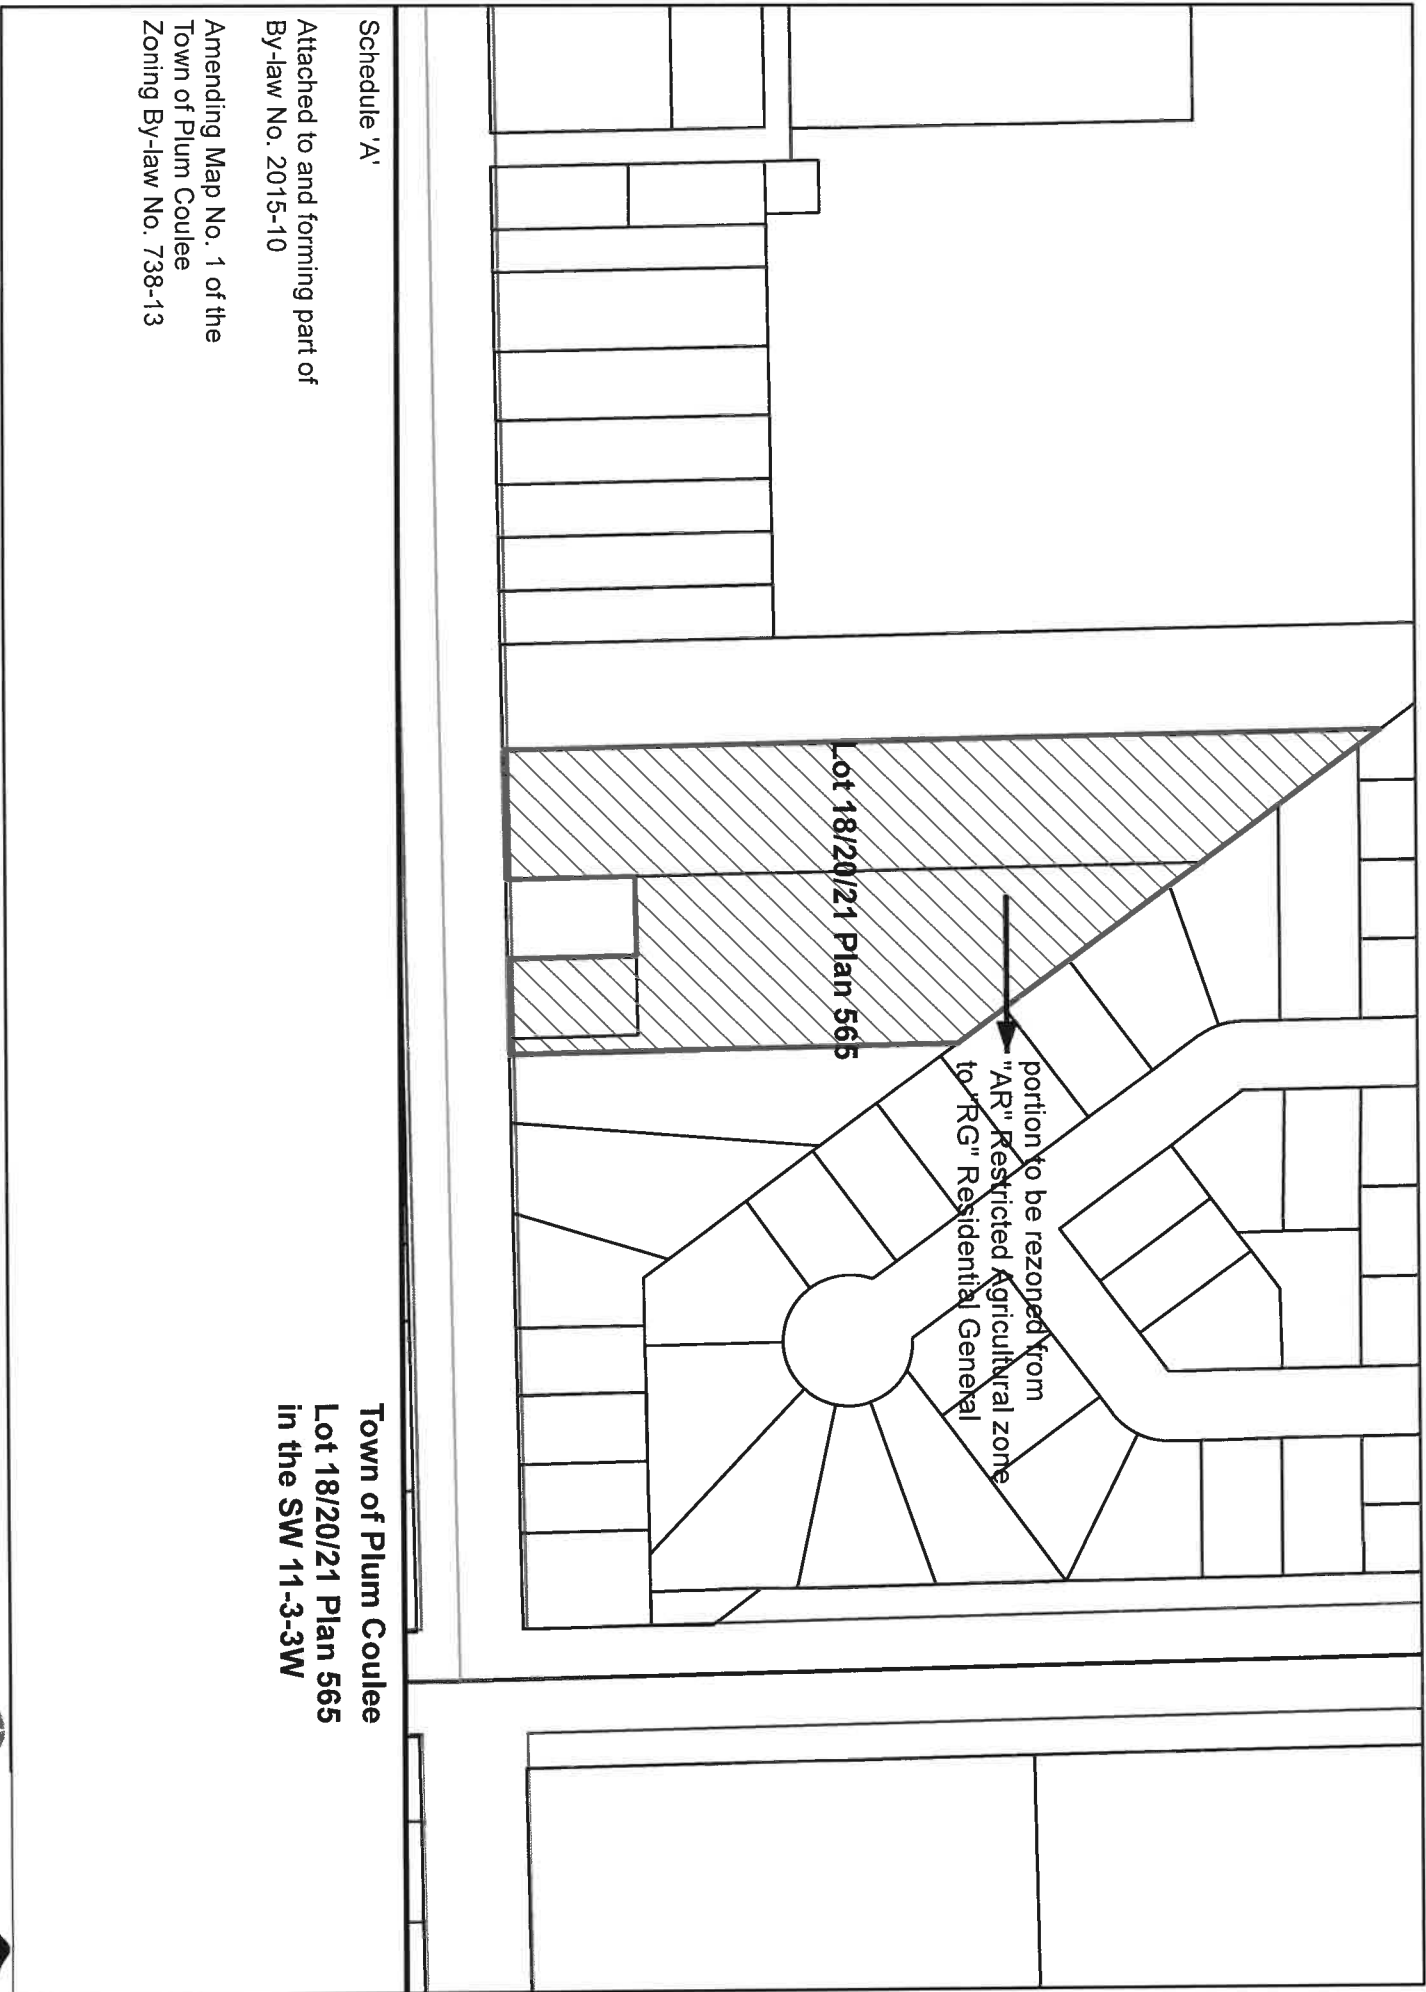 Lot 18/20/21 Plan 565
portion to be rezoned from
"AR" Restricted Agricultural zone
to "RG" Residential General
Schedule 'A'
Attached to and forming part of
By-law No. 2015-10
Amending Map No. 1 of the
Town of Plum Coulee
Zoning By-law No. 738-13
Town of Plum Coulee
Lot 18/20/21 Plan 565
in the SW 11-3-3W